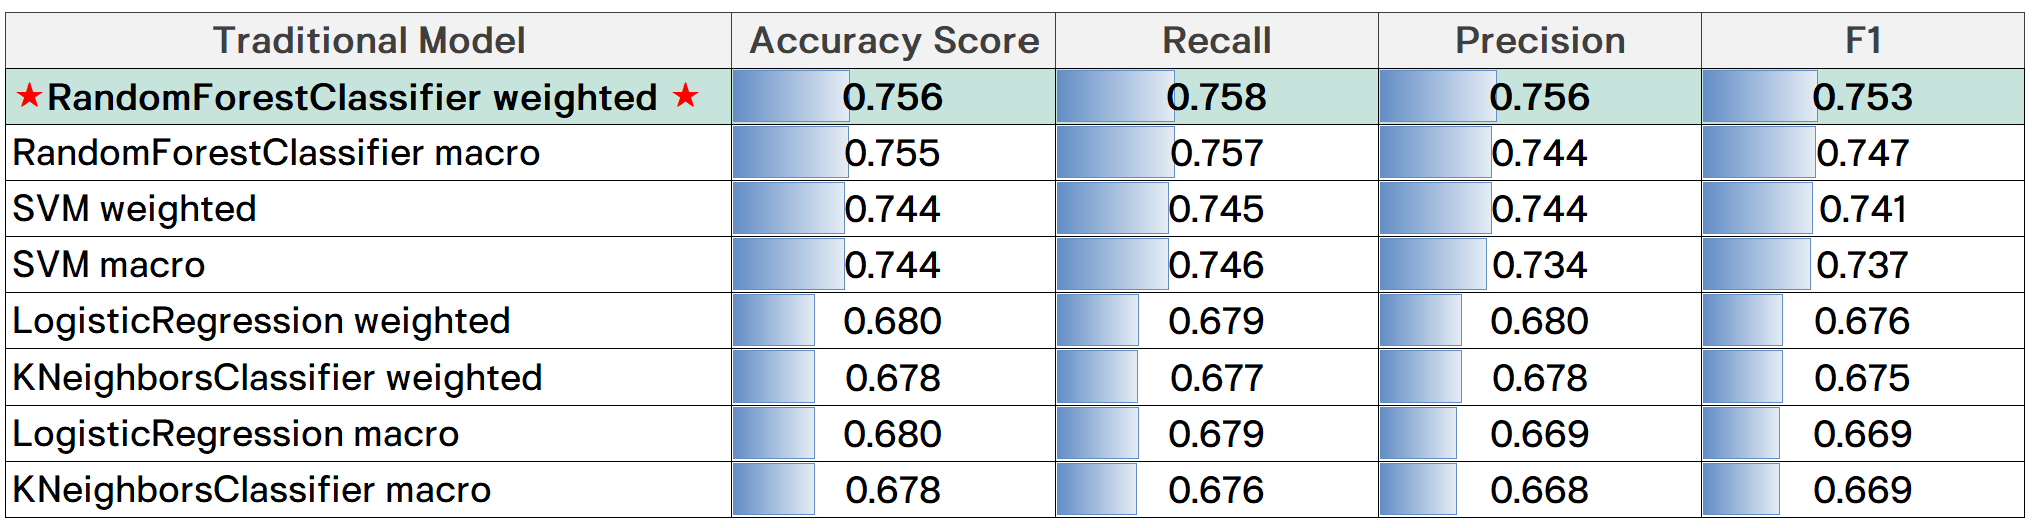 Traditional Model Accuracy Score Recall Precision F1
★RandomForestClassifier weighted ★ 0.756 0.758 0.756 0.753
RandomForestClassifier macro 0.755 0.757 0.744 0.747
SVM weighted 0.744 0.745 0.744 0.741
SVM macro 0.744 0.746 0.734 0.737
LogisticRegression weighted 0.680 0.679 0.680 0.676
KNeighborsClassifier weighted 0.678 0.677 0.678 0.675
LogisticRegression macro 0.680 0.679 0.669 0.669
KNeighborsClassifier macro 0.678 0.676 0.668 0.669